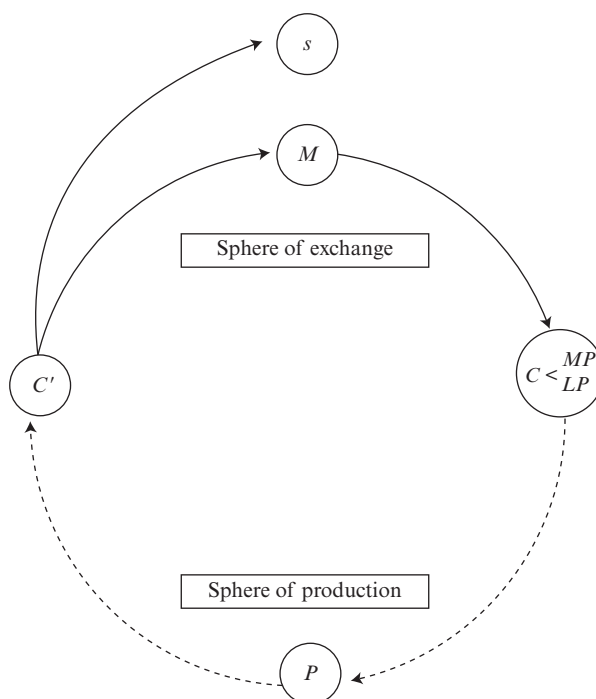 s
M
Sphere of exchange
C′
C < MP
LP
Sphere of production
P